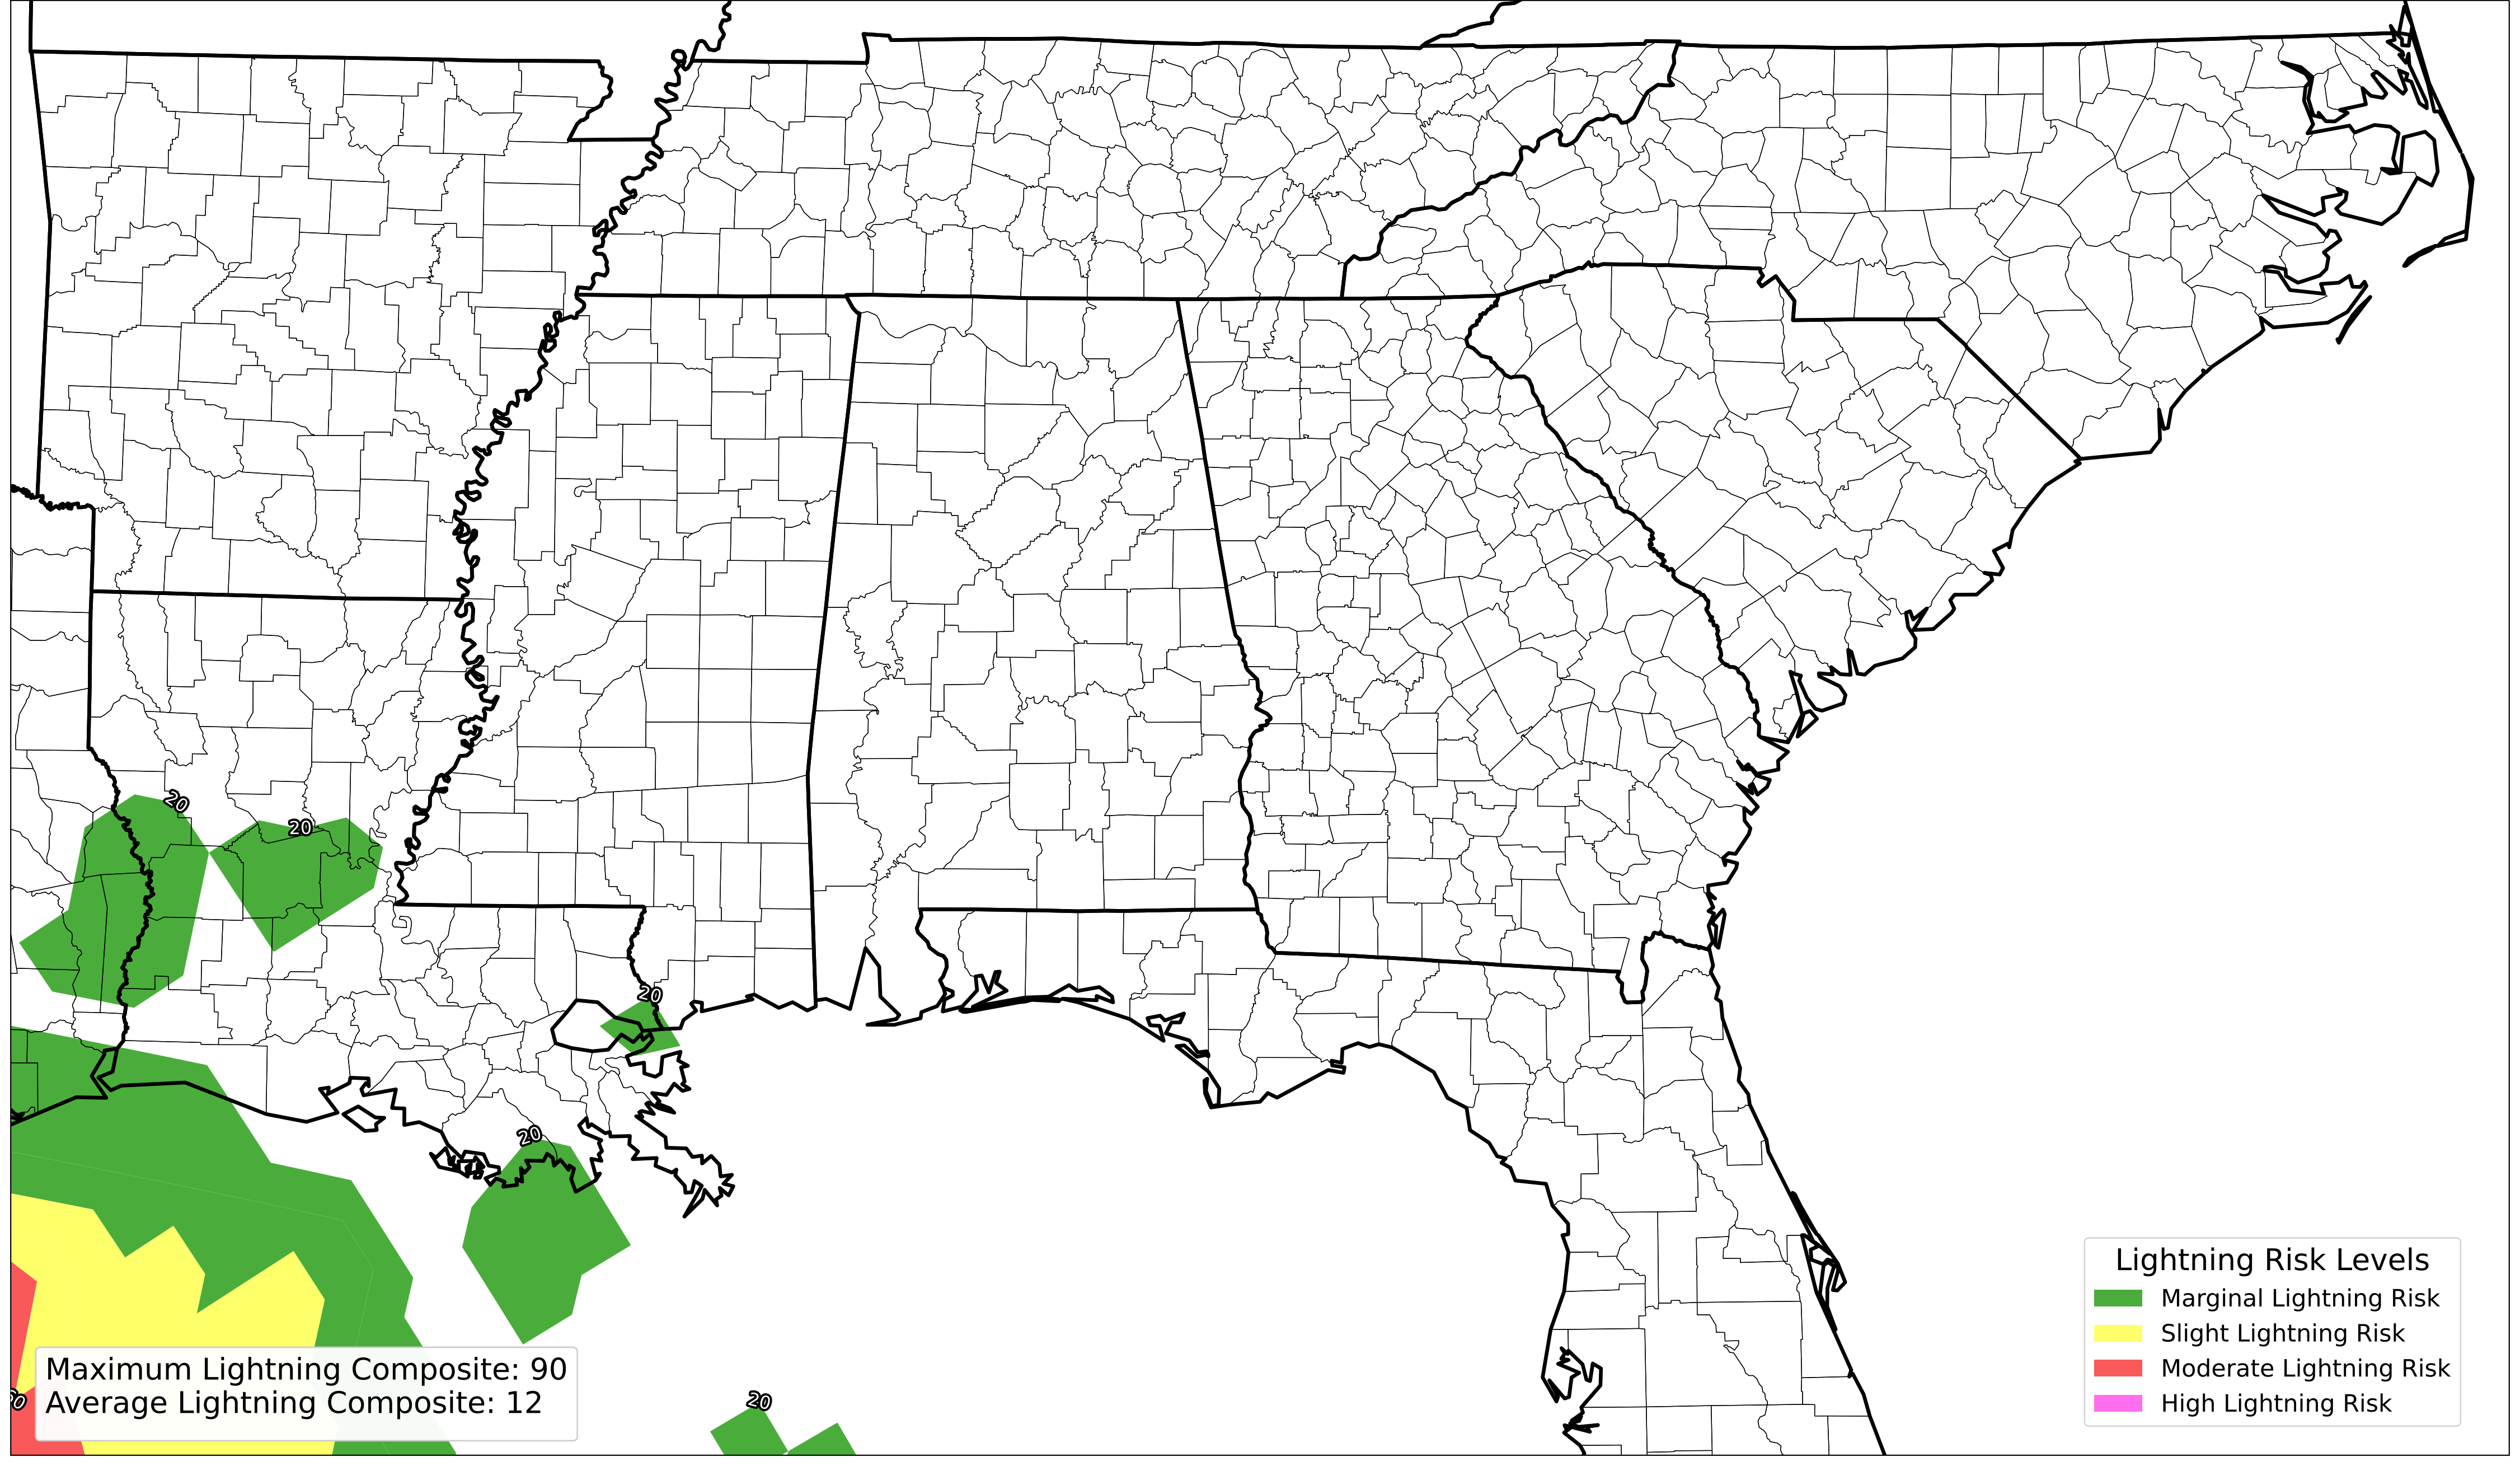 20
20
20
20
Lightning Risk Levels
Marginal Lightning Risk
Slight Lightning Risk
Moderate Lightning Risk
High Lightning Risk
Maximum Lightning Composite: 90
Average Lightning Composite: 12
20